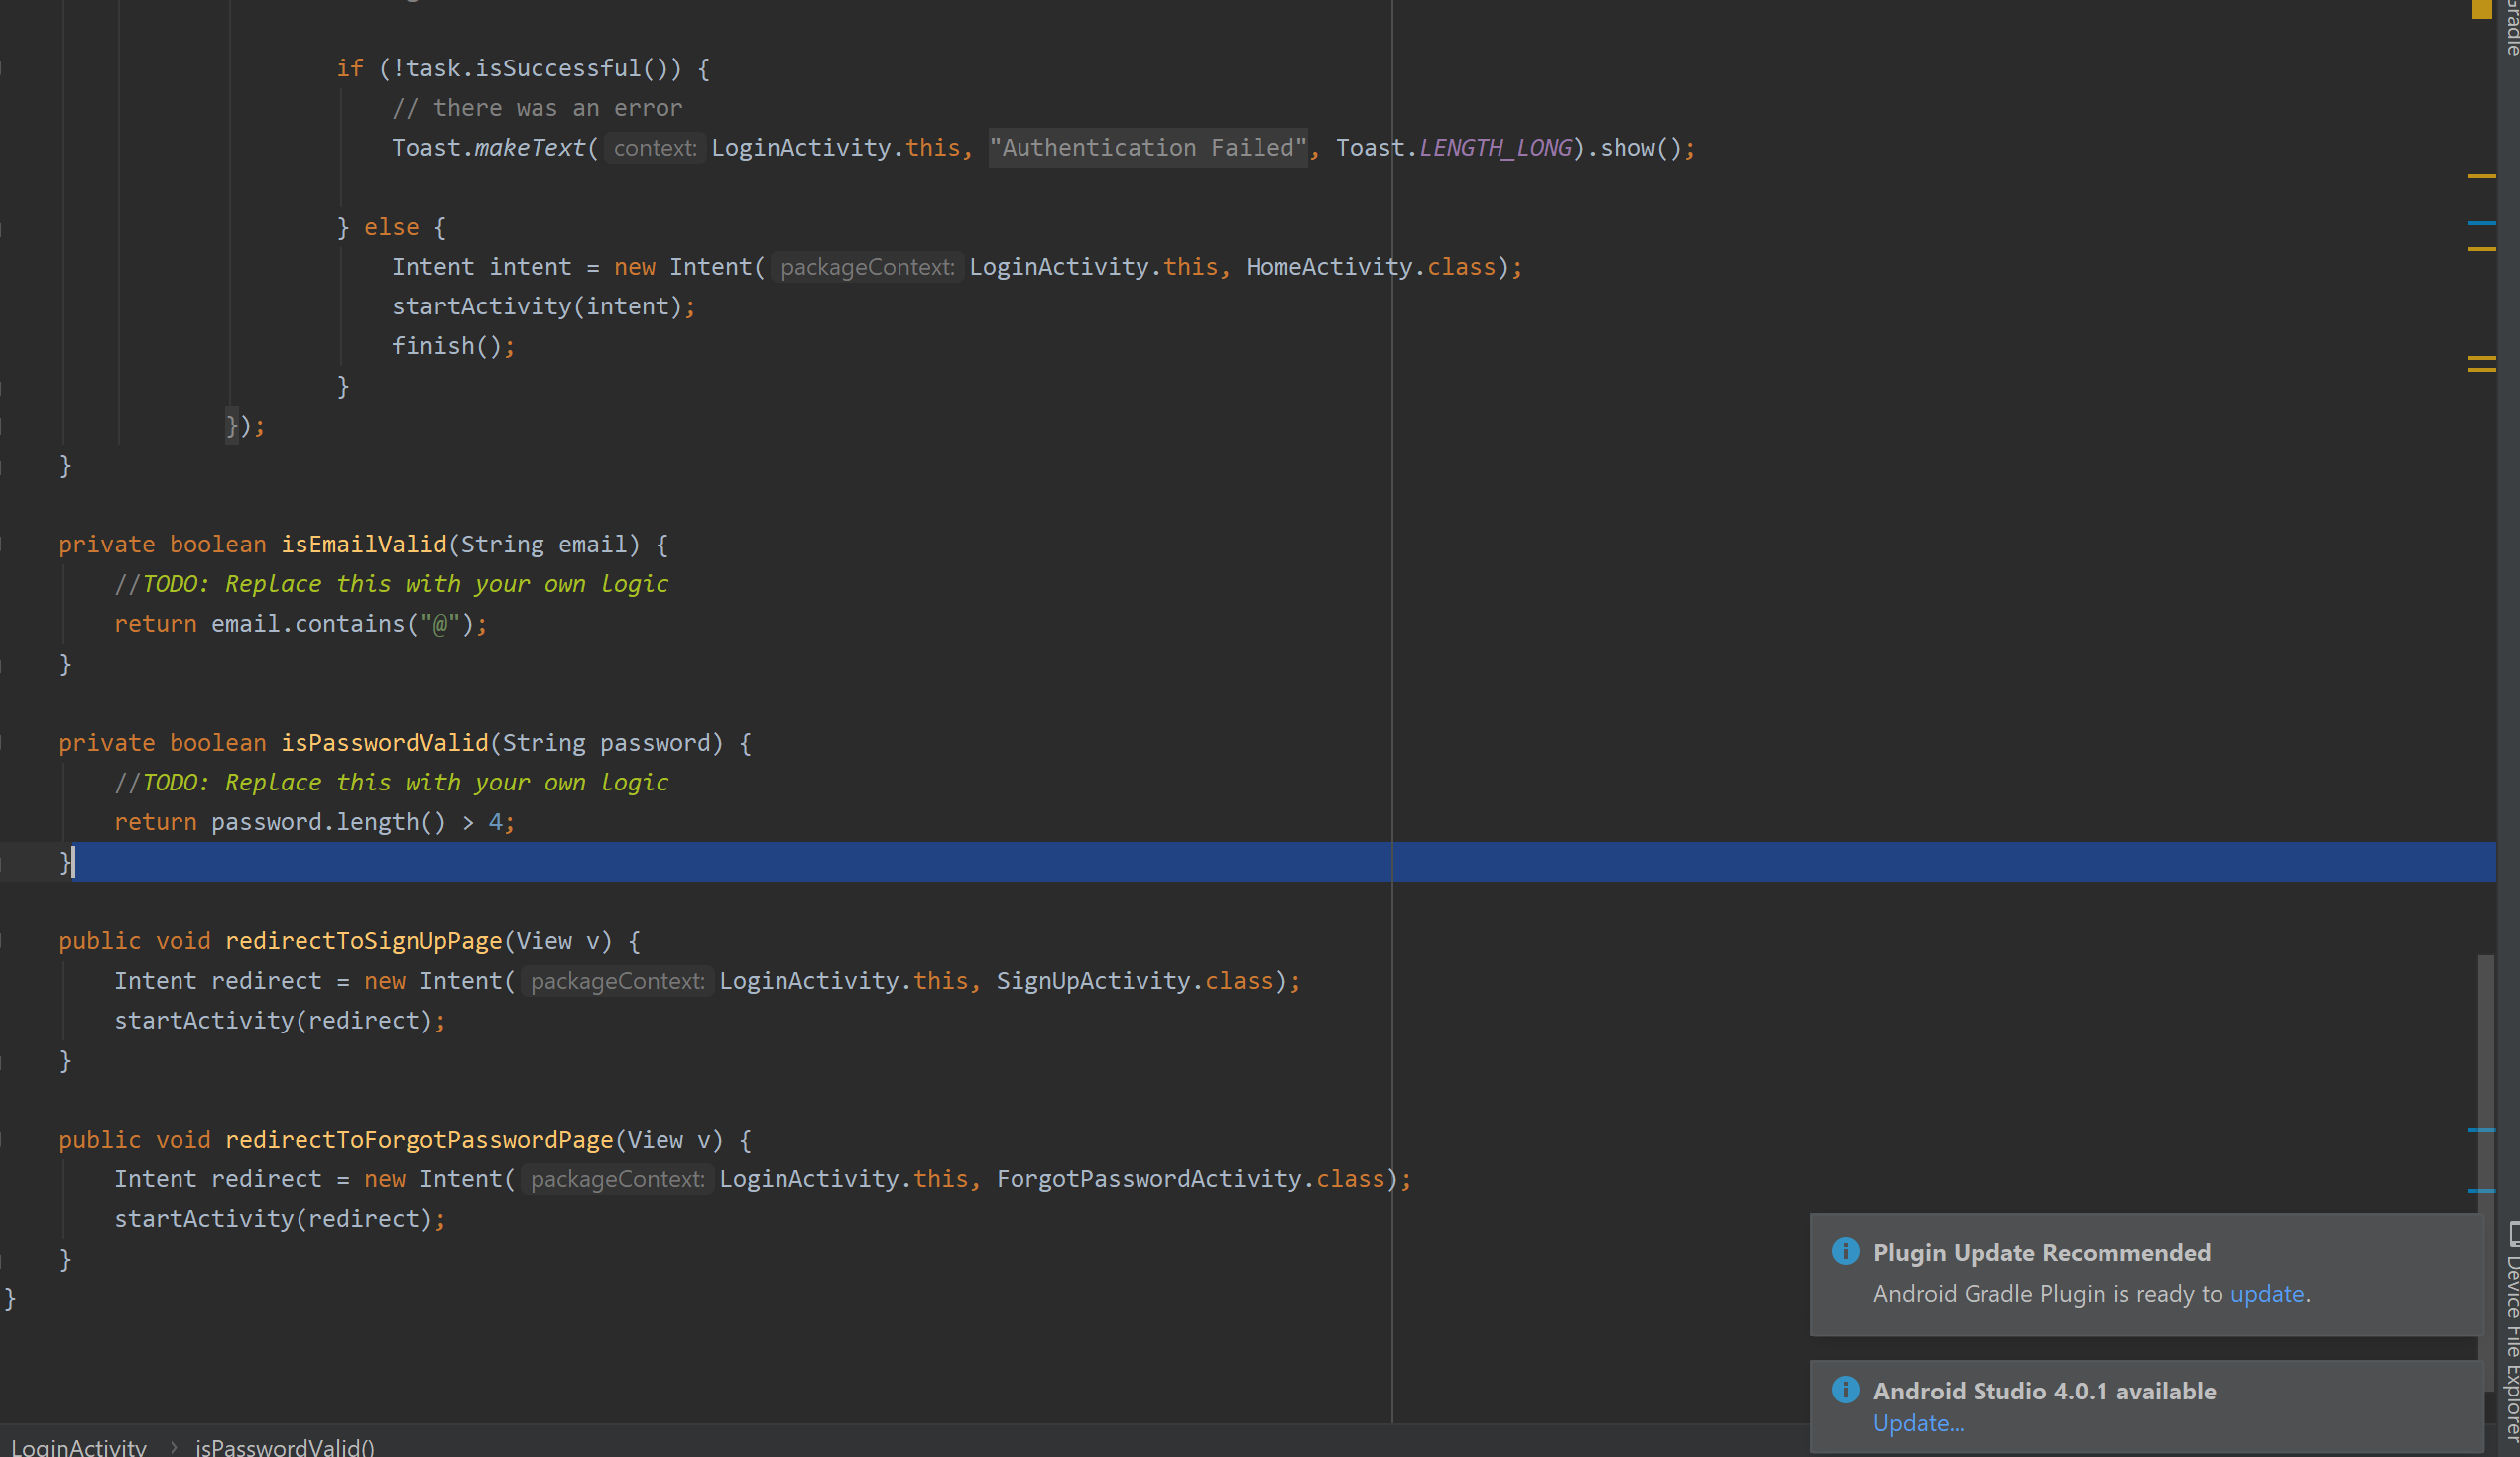 Gradle
if (!task.isSuccessful()) {
// there was an error
Toast.makeText( context: LoginActivity.this, "Authentication Failed", Toast.LENGTH_LONG).show();
} else {
Intent intent = new Intent( packageContext: LoginActivity.this, HomeActivity.class);
startActivity(intent);
finish();
}
});
}
private boolean isEmailValid(String email) {
//TODO: Replace this with your own logic
return email.contains("@");
}
private boolean isPasswordValid(String password) {
//TODO: Replace this with your own logic
return password.length() > 4;
}
public void redirectToSignUpPage(View v) {
Intent redirect = new Intent( packageContext: LoginActivity.this, SignUpActivity.class);
startActivity(redirect);
}
public void redirectToForgotPasswordPage(View v) {
Intent redirect = new Intent( packageContext: LoginActivity.this, ForgotPasswordActivity.class);
startActivity(redirect);
}
}
Plugin Update Recommended
Android Gradle Plugin is ready to update.
Android Studio 4.0.1 available
Update...
Device File Explorer
LoginActivity › isPasswordValid()